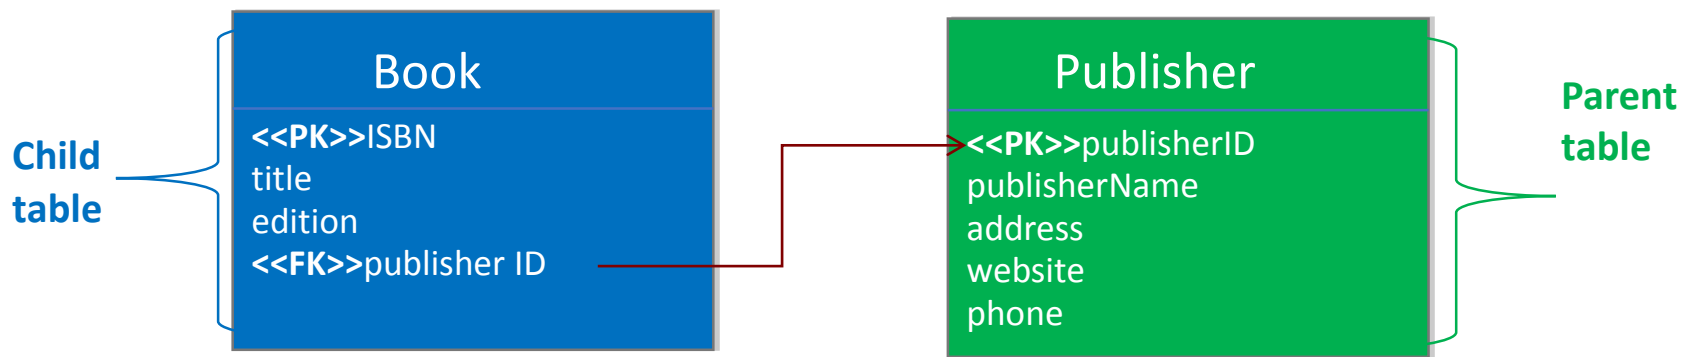 Child
table
Book
<<PK>>ISBN
title
edition
<<FK>>publisher ID
Publisher
<<PK>>publisherID
publisherName
address
website
phone
Parent
table